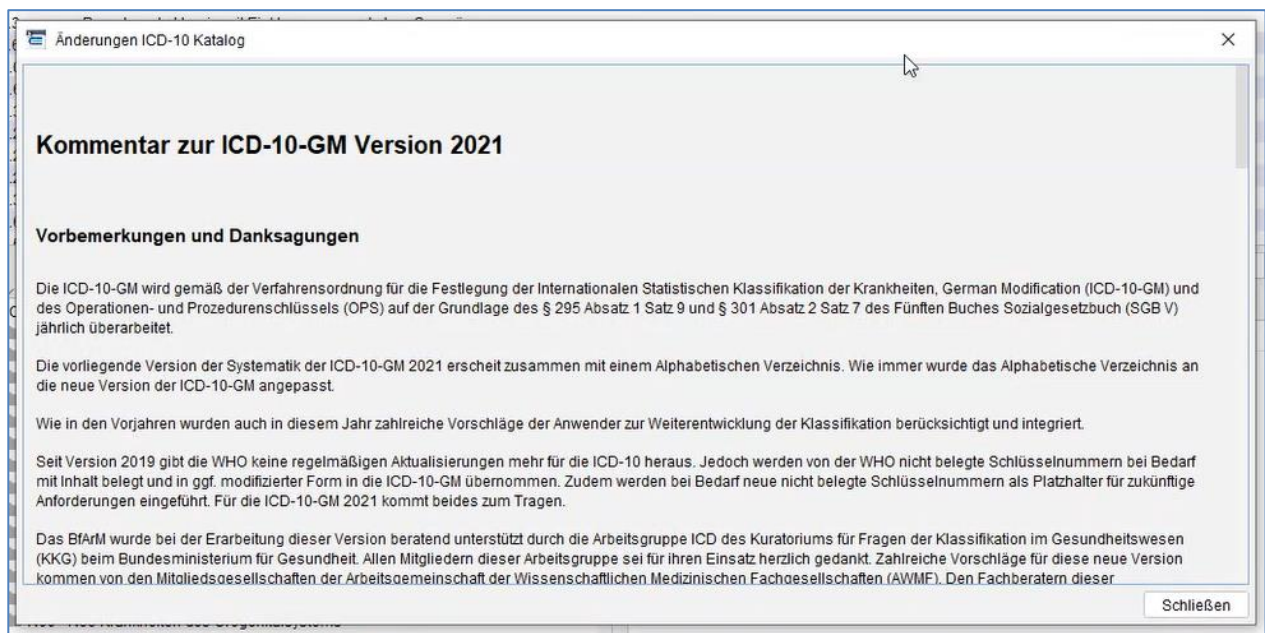 Änderungen ICD-10 Katalog
Kommentar zur ICD-10-GM Version 2021
Vorbemerkungen und Danksagungen
Die ICD-10-GM wird gemäß der Verfahrensordnung für die Festlegung der Internationalen Statistischen Klassifikation der Krankheiten, German Modification (ICD-10-GM) und
des Operationen- und Prozedurenschlüssels (OPS) auf der Grundlage des § 295 Absatz 1 Satz 9 und § 301 Absatz 2 Satz 7 des Fünften Buches Sozialgesetzbuch (SGB V)
jährlich überarbeitet.
Die vorliegende Version der Systematik der ICD-10-GM 2021 erscheit zusammen mit einem Alphabetischen Verzeichnis. Wie immer wurde das Alphabetische Verzeichnis an
die neue Version der ICD-10-GM angepasst.
Wie in den Vorjahren wurden auch in diesem Jahr zahlreiche Vorschläge der Anwender zur Weiterentwicklung der Klassifikation berücksichtigt und integriert.
Seit Version 2019 gibt die WHO keine regelmäßigen Aktualisierungen mehr für die ICD-10 heraus. Jedoch werden von der WHO nicht belegte Schlüsselnummern bei Bedarf
mit Inhalt belegt und in ggf. modifizierter Form in die ICD-10-GM übernommen. Zudem werden bei Bedarf neue nicht belegte Schlüsselnummern als Platzhalter für zukünftige
Anforderungen eingeführt. Für die ICD-10-GM 2021 kommt beides zum Tragen.
Das BfArM wurde bei der Erarbeitung dieser Version beratend unterstützt durch die Arbeitsgruppe ICD des Kuratoriums für Fragen der Klassifikation im Gesundheitswesen
(KKG) beim Bundesministerium für Gesundheit. Allen Mitgliedern dieser Arbeitsgruppe sei für ihren Einsatz herzlich gedankt. Zahlreiche Vorschläge für diese neue Version
kommen von den Mitgliedsgesellschaften der Arbeitsgemeinschaft der Wissenschaftlichen Medizinischen Fachgesellschaften (AWMF). Den Fachberatern dieser
Schließen